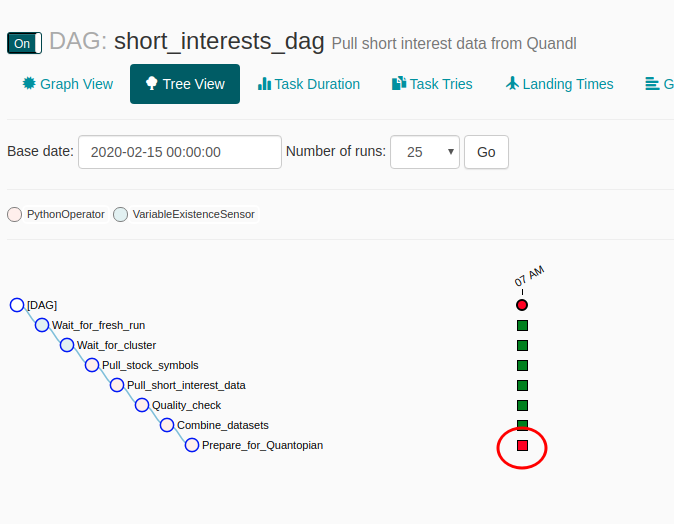 On DAG: short_interests_dag Pull short interest data from Quandl
Graph View Tree View Task Duration Task Tries Landing Times G
Base date: 2020-02-15 00:00:00 Number of runs: 25 Go
PythonOperator VariableExistenceSensor
07 AM
[DAG]
Wait_for_fresh_run
Wait_for_cluster
Pull_stock_symbols
Pull_short_interest_data
Quality_check
Combine_datasets
Prepare_for_Quantopian